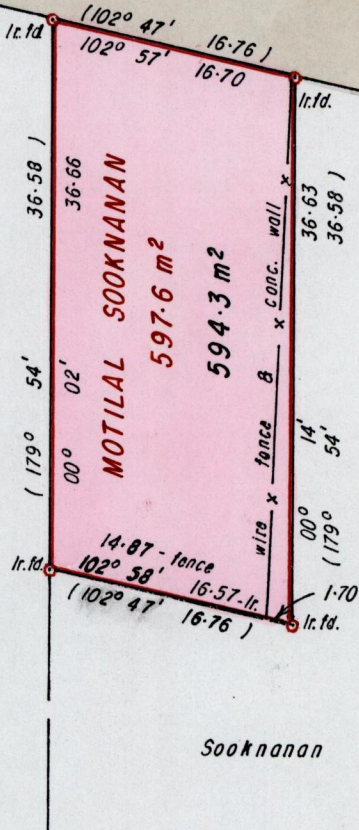 ( 102° 47' 16·76 )
102° 57' 16·70
Ir.fd.
Ir.fd.
36·58 )
36·66
MOTILAL SOOKNANAN
597·6 m²
594·3 m²
wire x fence & x conc. wall x
36·63
36·58 )
( 179° 54'
00° 02'
00° 14'
( 179° 54'
14·87 - fence
102° 58' 16·57-Ir.
( 102° 47' 16·76 )
Ir.fd.
1·70
Ir.fd.
Sooknanan